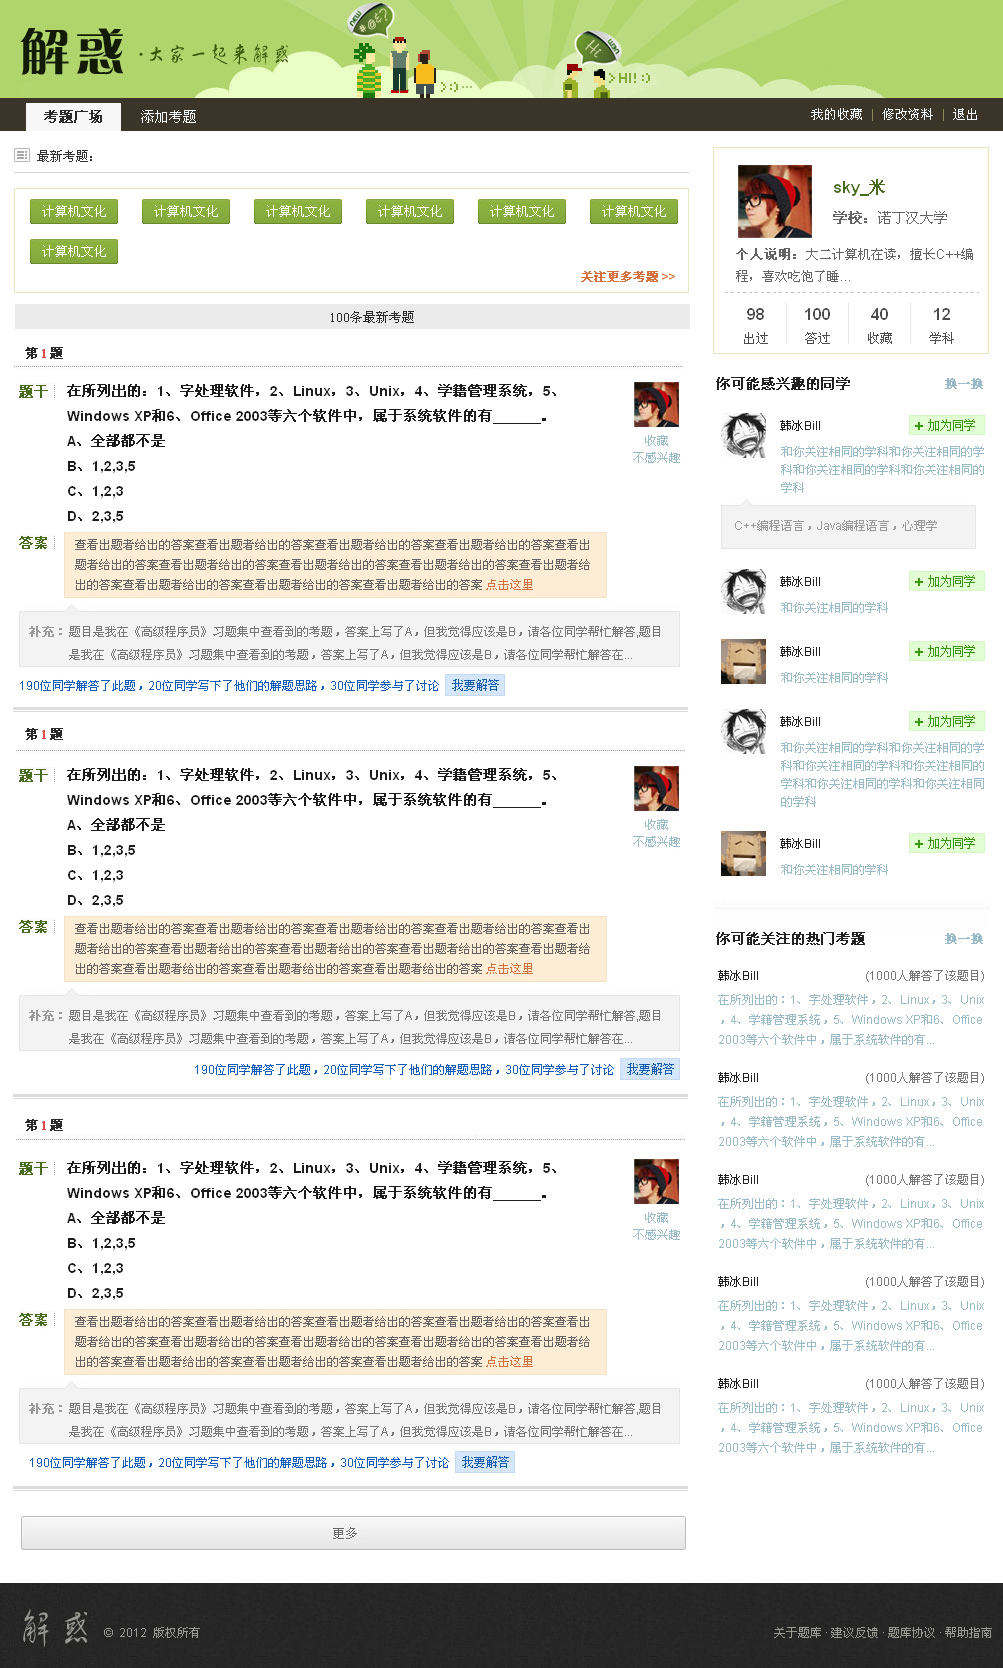 解惑 ·大家一起来解惑
new *@&?
Hi
new
>:)…
>HI! :)
考题广场 添加考题 我的收藏 | 修改资料 | 退出
最新考题:
计算机文化 计算机文化 计算机文化 计算机文化 计算机文化 计算机文化
计算机文化
关注更多考题 >>
100条最新考题
第 1 题
题干 在所列出的：1、字处理软件，2、Linux，3、Unix，4、学籍管理系统，5、
Windows XP和6、Office 2003等六个软件中，属于系统软件的有______。
A、全部都不是
B、1,2,3,5
C、1,2,3
D、2,3,5
收藏
不感兴趣
答案 查看出题者给出的答案查看出题者给出的答案查看出题者给出的答案查看出题者给出的答案查看出
题者给出的答案查看出题者给出的答案查看出题者给出的答案查看出题者给出的答案查看出题者给
出的答案查看出题者给出的答案查看出题者给出的答案查看出题者给出的答案 点击这里
补充：题目是我在《高级程序员》习题集中查看到的考题，答案上写了A，但我觉得应该是B，请各位同学帮忙解答,题目
是我在《高级程序员》习题集中查看到的考题，答案上写了A，但我觉得应该是B，请各位同学帮忙解答在...
190位同学解答了此题，20位同学写下了他们的解题思路，30位同学参与了讨论 我要解答
第 1 题
题干 在所列出的：1、字处理软件，2、Linux，3、Unix，4、学籍管理系统，5、
Windows XP和6、Office 2003等六个软件中，属于系统软件的有______。
A、全部都不是
B、1,2,3,5
C、1,2,3
D、2,3,5
收藏
不感兴趣
答案 查看出题者给出的答案查看出题者给出的答案查看出题者给出的答案查看出题者给出的答案查看出
题者给出的答案查看出题者给出的答案查看出题者给出的答案查看出题者给出的答案查看出题者给
出的答案查看出题者给出的答案查看出题者给出的答案查看出题者给出的答案 点击这里
补充：题目是我在《高级程序员》习题集中查看到的考题，答案上写了A，但我觉得应该是B，请各位同学帮忙解答,题目
是我在《高级程序员》习题集中查看到的考题，答案上写了A，但我觉得应该是B，请各位同学帮忙解答在...
190位同学解答了此题，20位同学写下了他们的解题思路，30位同学参与了讨论 我要解答
第 1 题
题干 在所列出的：1、字处理软件，2、Linux，3、Unix，4、学籍管理系统，5、
Windows XP和6、Office 2003等六个软件中，属于系统软件的有______。
A、全部都不是
B、1,2,3,5
C、1,2,3
D、2,3,5
收藏
不感兴趣
答案 查看出题者给出的答案查看出题者给出的答案查看出题者给出的答案查看出题者给出的答案查看出
题者给出的答案查看出题者给出的答案查看出题者给出的答案查看出题者给出的答案查看出题者给
出的答案查看出题者给出的答案查看出题者给出的答案查看出题者给出的答案 点击这里
补充：题目是我在《高级程序员》习题集中查看到的考题，答案上写了A，但我觉得应该是B，请各位同学帮忙解答,题目
是我在《高级程序员》习题集中查看到的考题，答案上写了A，但我觉得应该是B，请各位同学帮忙解答在...
190位同学解答了此题，20位同学写下了他们的解题思路，30位同学参与了讨论 我要解答
更多
sky_米
学校：诺丁汉大学
个人说明：大二计算机在读，擅长C++编
程，喜欢吃饱了睡...
98 100 40 12
出过 答过 收藏 学科
你可能感兴趣的同学 换一换
韩冰Bill + 加为同学
和你关注相同的学科和你关注相同的学
科和你关注相同的学科和你关注相同的
学科
C++编程语言，Java编程语言，心理学
韩冰Bill + 加为同学
和你关注相同的学科
韩冰Bill + 加为同学
和你关注相同的学科
韩冰Bill + 加为同学
和你关注相同的学科和你关注相同的学
科和你关注相同的学科和你关注相同的
学科和你关注相同的学科和你关注相同
的学科
韩冰Bill + 加为同学
和你关注相同的学科
你可能关注的热门考题 换一换
韩冰Bill (1000人解答了该题目)
在所列出的：1、字处理软件，2、Linux，3、Unix
，4、学籍管理系统，5、Windows XP和6、Office
2003等六个软件中，属于系统软件的有...
韩冰Bill (1000人解答了该题目)
在所列出的：1、字处理软件，2、Linux，3、Unix
，4、学籍管理系统，5、Windows XP和6、Office
2003等六个软件中，属于系统软件的有...
韩冰Bill (1000人解答了该题目)
在所列出的：1、字处理软件，2、Linux，3、Unix
，4、学籍管理系统，5、Windows XP和6、Office
2003等六个软件中，属于系统软件的有...
韩冰Bill (1000人解答了该题目)
在所列出的：1、字处理软件，2、Linux，3、Unix
，4、学籍管理系统，5、Windows XP和6、Office
2003等六个软件中，属于系统软件的有...
韩冰Bill (1000人解答了该题目)
在所列出的：1、字处理软件，2、Linux，3、Unix
，4、学籍管理系统，5、Windows XP和6、Office
2003等六个软件中，属于系统软件的有...
解惑 © 2012 版权所有 关于题库 · 建议反馈 · 题库协议 · 帮助指南